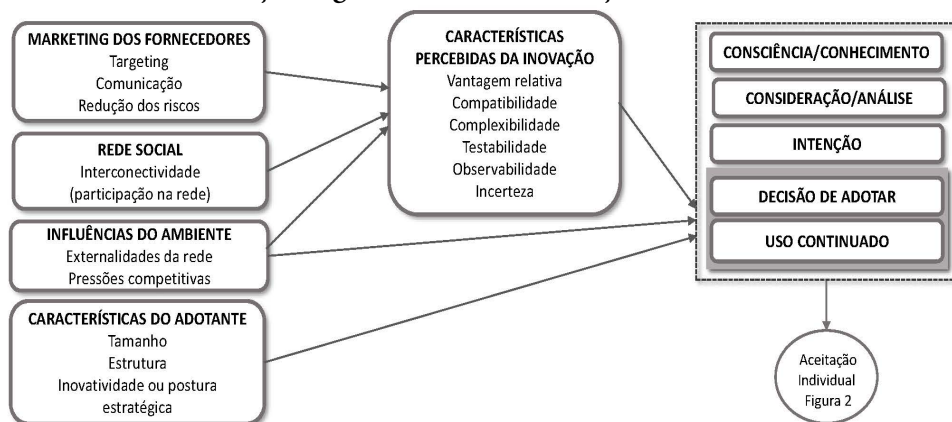 MARKETING DOS FORNECEDORES
Targeting
Comunicação
Redução dos riscos
REDE SOCIAL
Interconectividade
(participação na rede)
INFLUÊNCIAS DO AMBIENTE
Externalidades da rede
Pressões competitivas
CARACTERÍSTICAS DO ADOTANTE
Tamanho
Estrutura
Inovatividade ou postura
estratégica
CARACTERÍSTICAS
PERCEBIDAS DA INOVAÇÃO
Vantagem relativa
Compatibilidade
Complexibilidade
Testabilidade
Observabilidade
Incerteza
CONSCIÊNCIA/CONHECIMENTO
CONSIDERAÇÃO/ANÁLISE
INTENÇÃO
DECISÃO DE ADOTAR
USO CONTINUADO
Aceitação
Individual
Figura 2